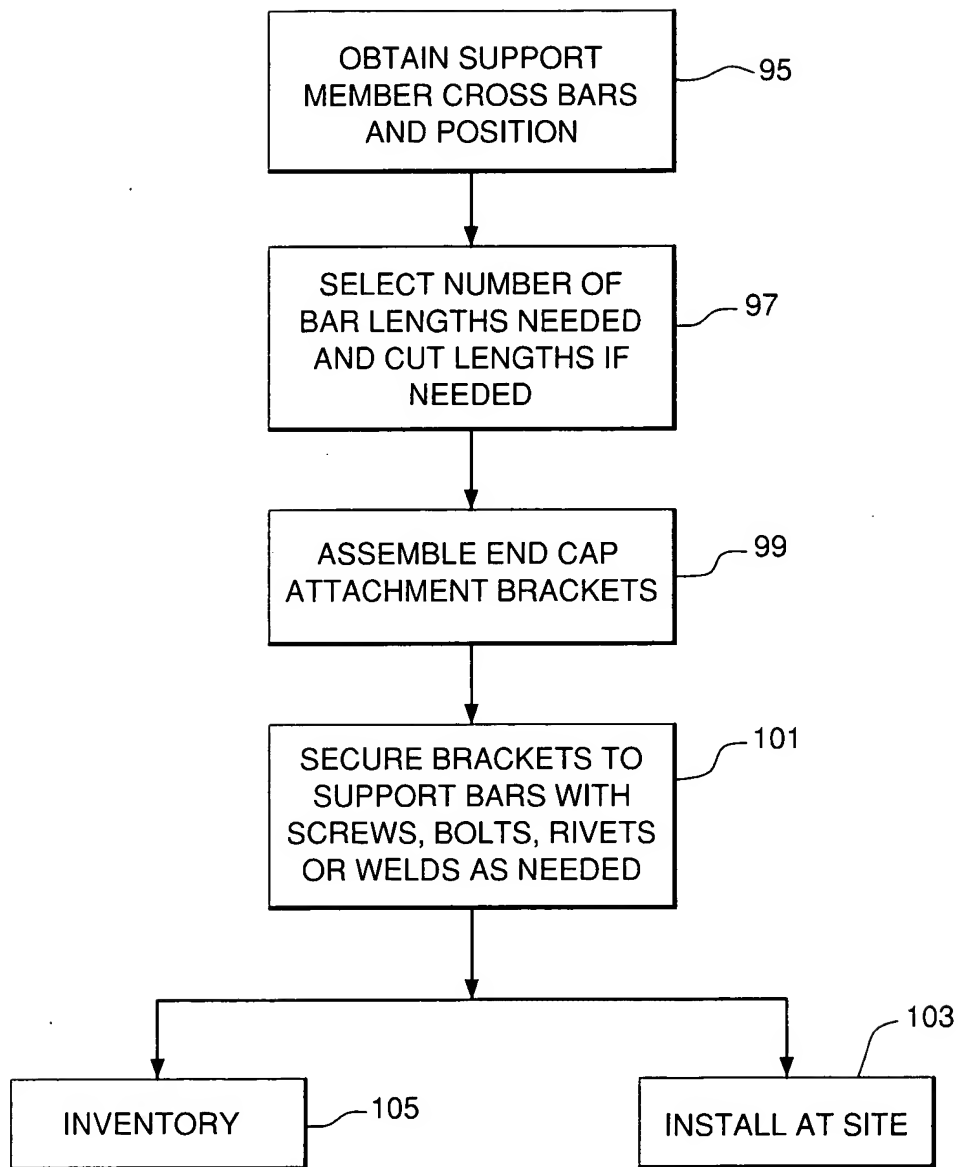 OBTAIN SUPPORT
MEMBER CROSS BARS
AND POSITION
95
SELECT NUMBER OF
BAR LENGTHS NEEDED
AND CUT LENGTHS IF
NEEDED
97
ASSEMBLE END CAP
ATTACHMENT BRACKETS
99
SECURE BRACKETS TO
SUPPORT BARS WITH
SCREWS, BOLTS, RIVETS
OR WELDS AS NEEDED
101
INVENTORY
105
INSTALL AT SITE
103